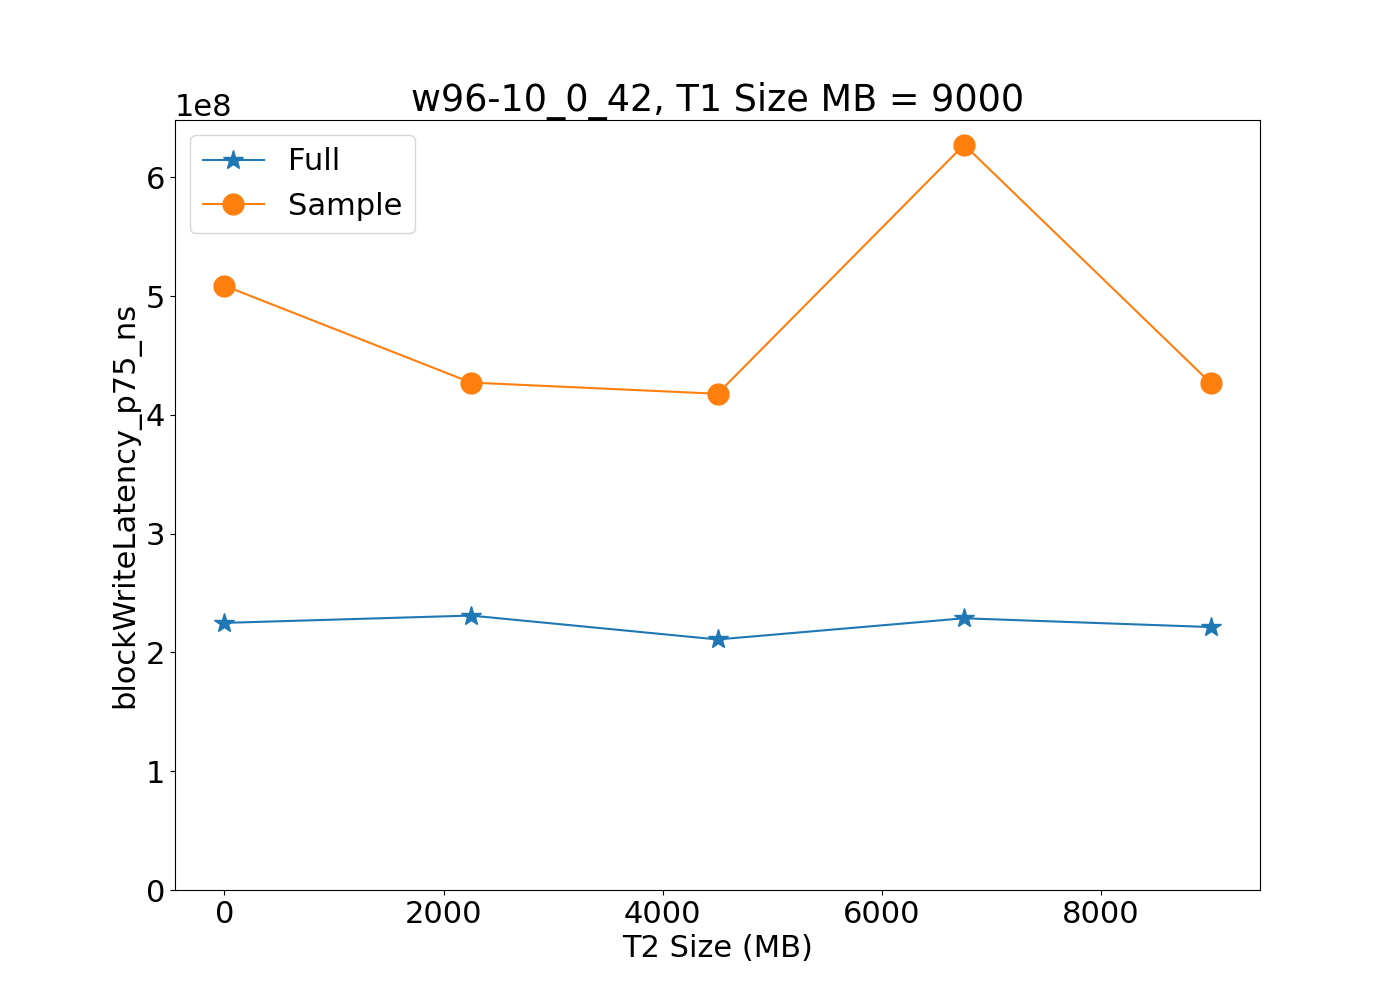 w96-10_0_42, T1 Size MB = 9000
1e8
Full
Sample
6
5
4
3
2
1
0
blockWriteLatency_p75_ns
0 2000 4000 6000 8000
T2 Size (MB)